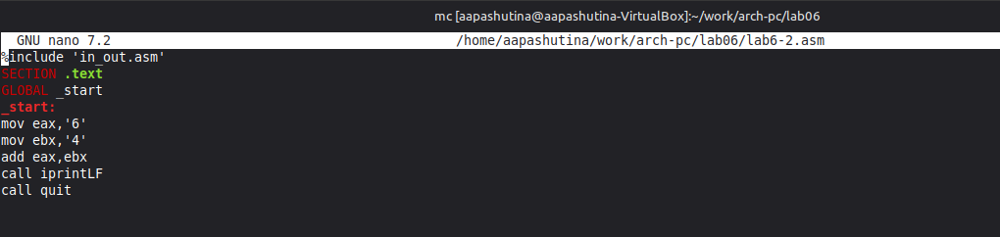 mc [aapashutina@aapashutina-VirtualBox]:~/work/arch-pc/lab06
GNU nano 7.2 /home/aapashutina/work/arch-pc/lab06/lab6-2.asm
%include 'in_out.asm'
SECTION .text
GLOBAL _start
_start:
mov eax,'6'
mov ebx,'4'
add eax,ebx
call iprintLF
call quit